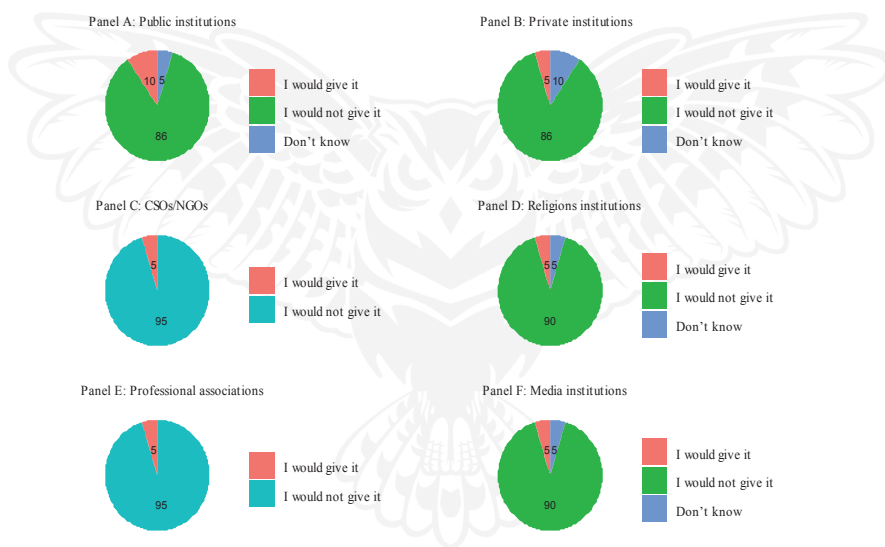 Panel A: Public institutions
10
5
86
I would give it
I would not give it
Don't know
Panel B: Private institutions
5
10
86
I would give it
I would not give it
Don't know
Panel C: CSOs/NGOs
5
95
I would give it
I would not give it
Panel D: Religions institutions
5
5
90
I would give it
I would not give it
Don't know
Panel E: Professional associations
5
95
I would give it
I would not give it
Panel F: Media institutions
5
5
90
I would give it
I would not give it
Don't know